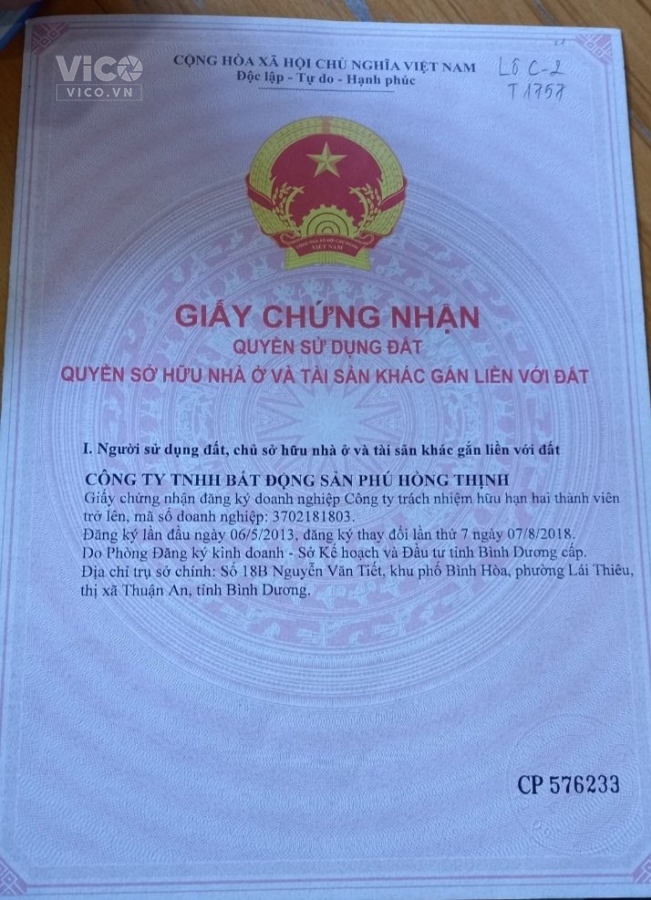 ViCO
VICO.VN
CỘNG HÒA XÃ HỘI CHỦ NGHĨA VIỆT NAM
Độc lập - Tự do - Hạnh phúc
Lô C-2
T 1757
VIỆT NAM
GIẤY CHỨNG NHẬN
QUYỀN SỬ DỤNG ĐẤT
QUYỀN SỞ HỮU NHÀ Ở VÀ TÀI SẢN KHÁC GẮN LIỀN VỚI ĐẤT
I. Người sử dụng đất, chủ sở hữu nhà ở và tài sản khác gắn liền với đất
CÔNG TY TNHH BẤT ĐỘNG SẢN PHÚ HỒNG THỊNH
Giấy chứng nhận đăng ký doanh nghiệp Công ty trách nhiệm hữu hạn hai thành viên
trở lên, mã số doanh nghiệp: 3702181803.
Đăng ký lần đầu ngày 06/5/2013, đăng ký thay đổi lần thứ 7 ngày 07/8/2018.
Do Phòng Đăng ký kinh doanh - Sở Kế hoạch và Đầu tư tỉnh Bình Dương cấp.
Địa chỉ trụ sở chính: Số 18B Nguyễn Văn Tiết, khu phố Bình Hòa, phường Lái Thiêu,
thị xã Thuận An, tỉnh Bình Dương.
CP 576233